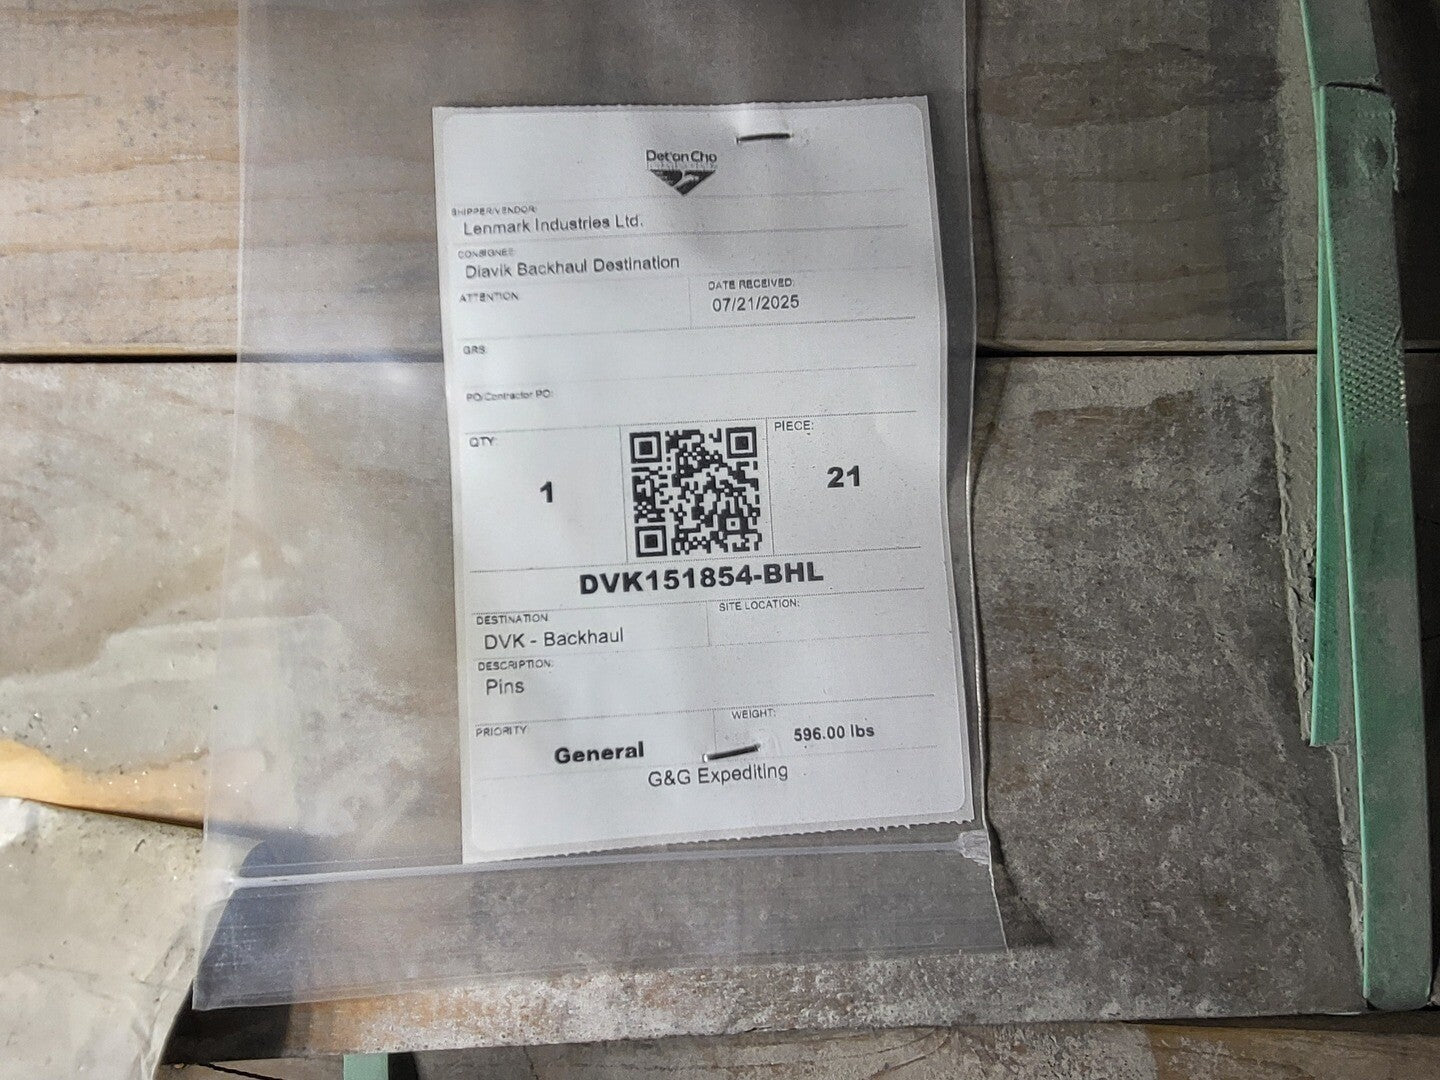 Det'on Cho
SHIPPER/VENDOR:
Lenmark Industries Ltd.
CONSIGNEE:
Diavik Backhaul Destination
ATTENTION:
DATE RECEIVED:
07/21/2025
GRS:
PO/Contractor PO:
QTY:
1
PIECE:
21
DVK151854-BHL
DESTINATION:
DVK - Backhaul
SITE LOCATION:
DESCRIPTION:
Pins
PRIORITY:
General
WEIGHT:
596.00 lbs
G&G Expediting